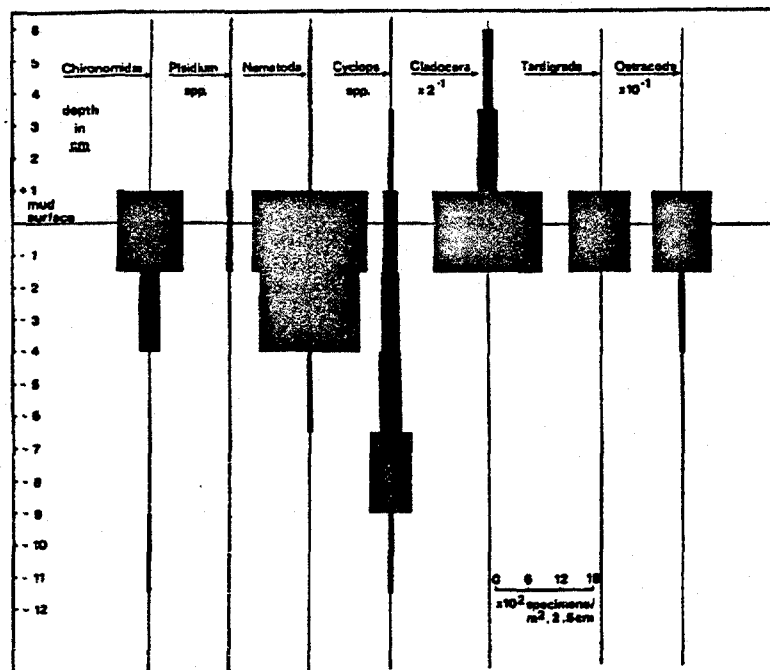 6
5
Chironomidae
Pisidium
spp.
Nematoda
Cyclops
spp.
Cladocera
x2⁻¹
Tardigrada
Ostracoda
x10⁻¹
4
depth
in
cm
3
2
+1
mud
surface
-1
-2
-3
-4
-5
-6
-7
-8
-9
-10
-11
-12
0 6 12 18
x10² specimens/
m², 2.5cm